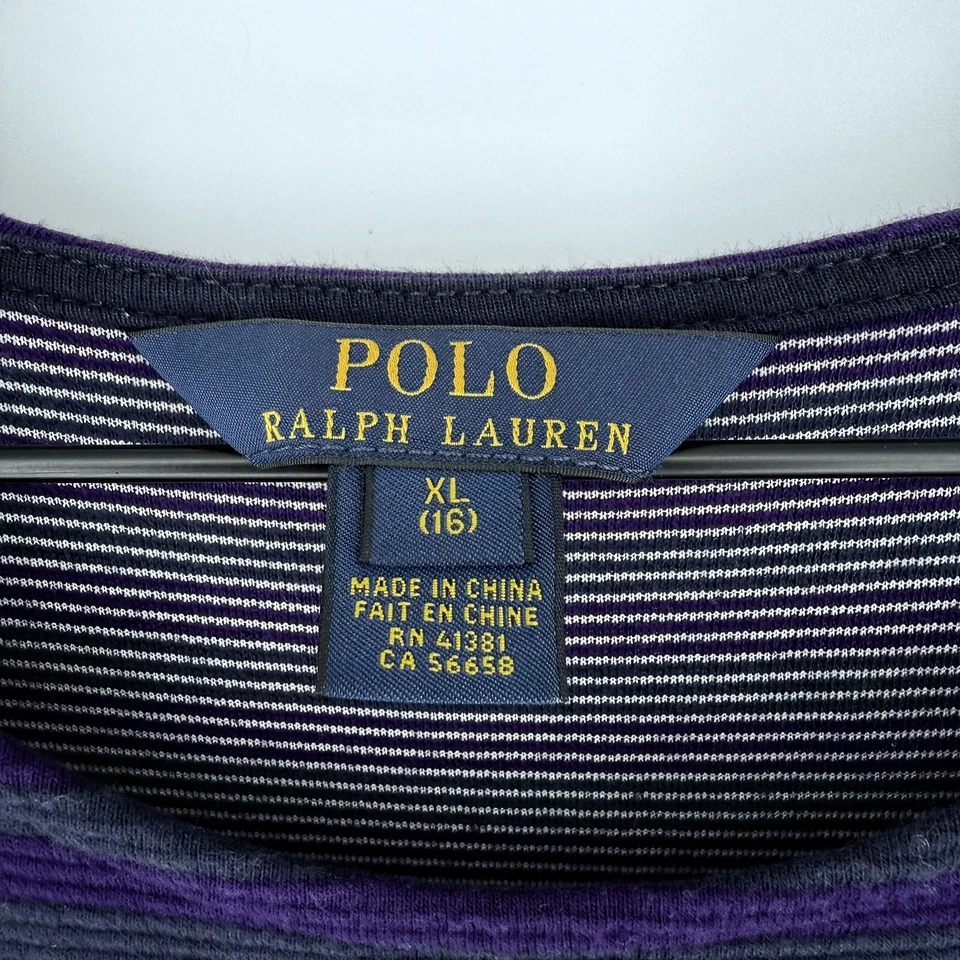 POLO
RALPH LAUREN
XL
(16)
MADE IN CHINA
FAIT EN CHINE
RN 41381
CA 56658